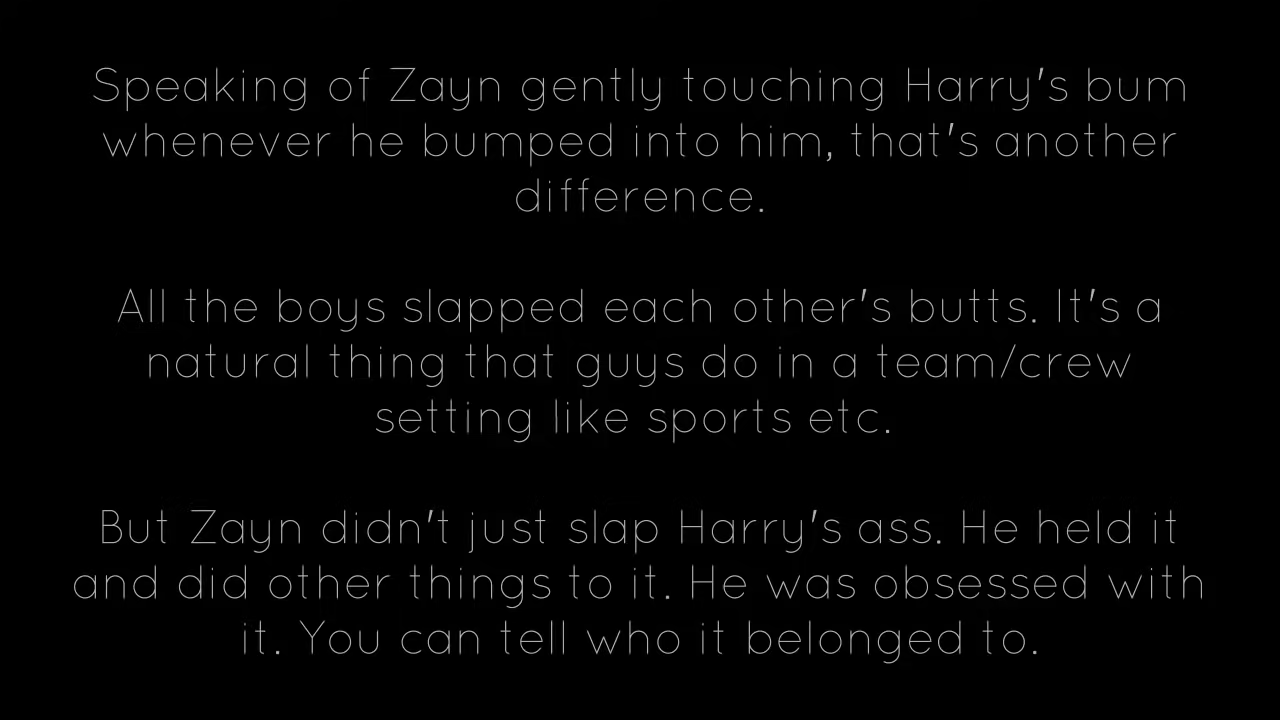 Speaking of Zayn gently touching Harry's bum
whenever he bumped into him, that's another
difference.
All the boys slapped each other's butts. It's a
natural thing that guys do in a team/crew
setting like sports etc.
But Zayn didn't just slap Harry's ass. He held it
and did other things to it. He was obsessed with
it. You can tell who it belonged to.